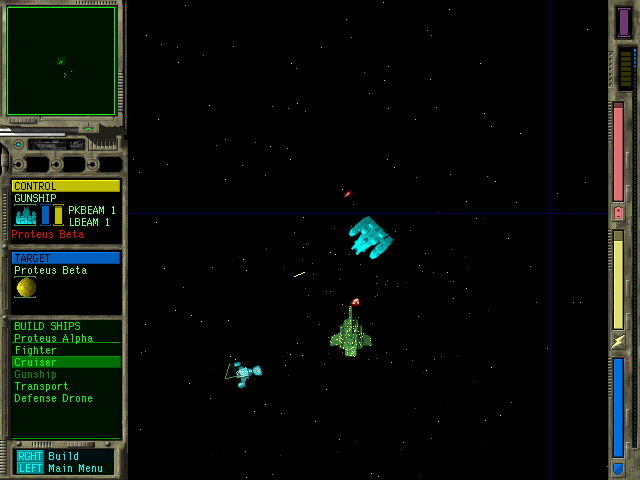 CONTROL
GUNSHIP
PKBEAM 1
LBEAM 1
Proteus Beta
TARGET
Proteus Beta
BUILD SHIPS
Proteus Alpha
Fighter
Cruiser
Gunship
Transport
Defense Drone
RGHT Build
LEFT Main Menu